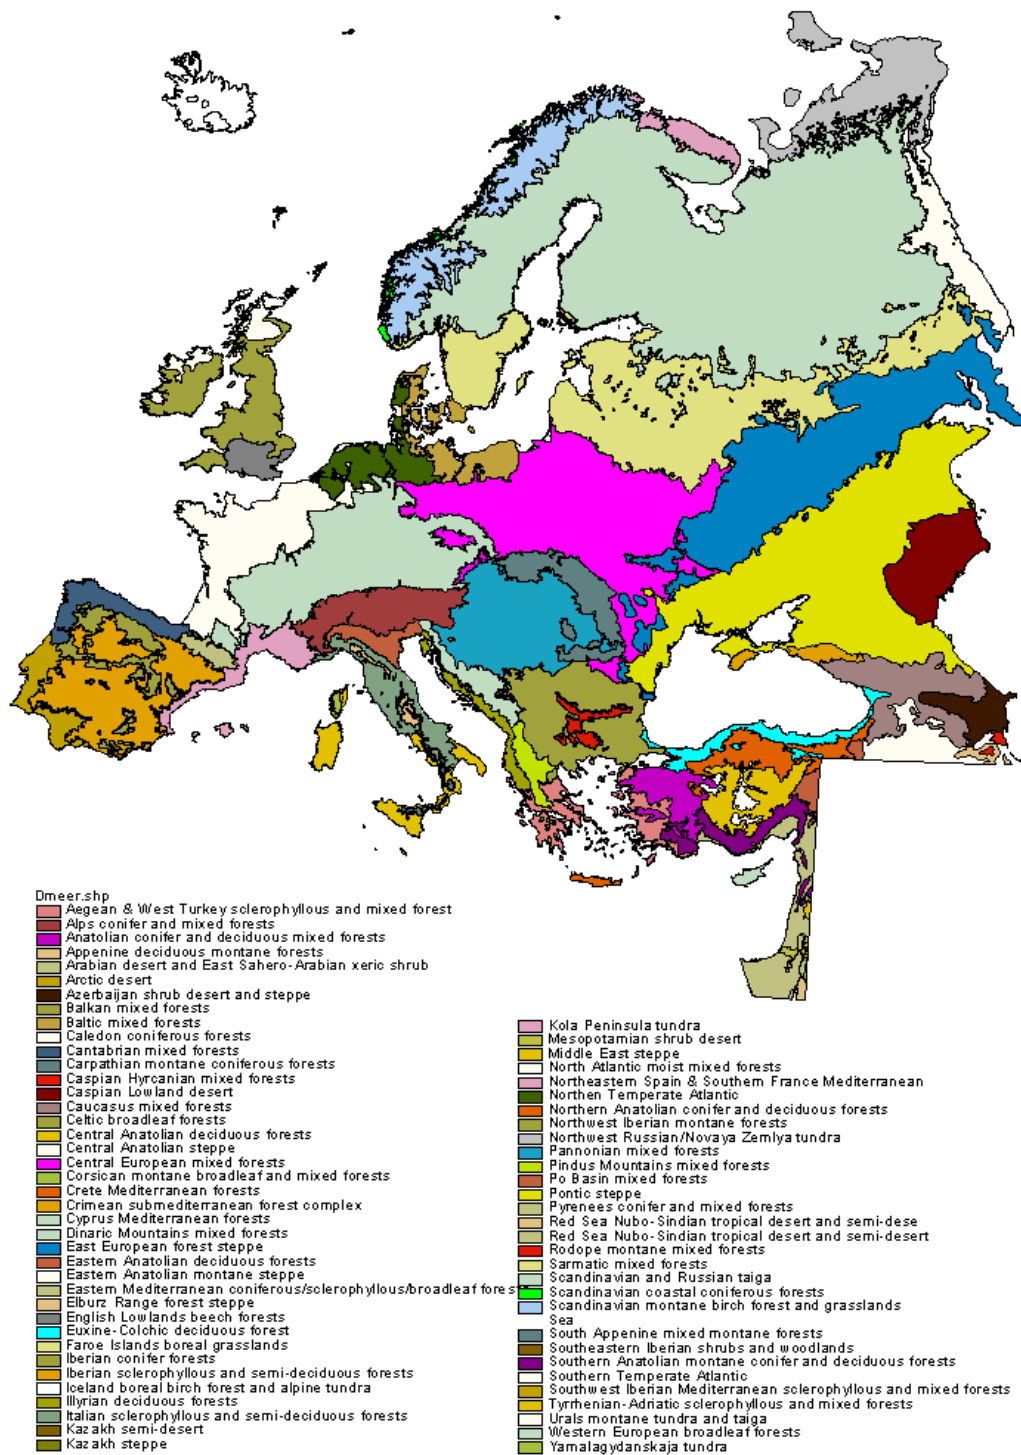 Dmeer.shp
Aegean & West Turkey sclerophyllous and mixed forest
Alps conifer and mixed forests
Anatolian conifer and deciduous mixed forests
Appenine deciduous montane forests
Arabian desert and East Sahero-Arabian xeric shrub
Arctic desert
Azerbaijan shrub desert and steppe
Balkan mixed forests
Baltic mixed forests
Caledon coniferous forests
Cantabrian mixed forests
Carpathian montane coniferous forests
Caspian Hyrcanian mixed forests
Caspian Lowland desert
Caucasus mixed forests
Celtic broadleaf forests
Central Anatolian deciduous forests
Central Anatolian steppe
Central European mixed forests
Corsican montane broadleaf and mixed forests
Crete Mediterranean forests
Crimean submediterranean forest complex
Cyprus Mediterranean forests
Dinaric Mountains mixed forests
East European forest steppe
Eastern Anatolian deciduous forests
Eastern Anatolian montane steppe
Eastern Mediterranean coniferous/sclerophyllous/broadleaf forests
Elburz Range forest steppe
English Lowlands beech forests
Euxine-Colchic deciduous forest
Faroe Islands boreal grasslands
Iberian conifer forests
Iberian sclerophyllous and semi-deciduous forests
Iceland boreal birch forest and alpine tundra
Illyrian deciduous forests
Italian sclerophyllous and semi-deciduous forests
Kazakh semi-desert
Kazakh steppe
Kola Peninsula tundra
Mesopotamian shrub desert
Middle East steppe
North Atlantic moist mixed forests
Northeastern Spain & Southern France Mediterranean
Northen Temperate Atlantic
Northern Anatolian conifer and deciduous forests
Northwest Iberian montane forests
Northwest Russian/Novaya Zemlya tundra
Pannonian mixed forests
Pindus Mountains mixed forests
Po Basin mixed forests
Pontic steppe
Pyrenees conifer and mixed forests
Red Sea Nubo-Sindian tropical desert and semi-dese
Red Sea Nubo-Sindian tropical desert and semi-desert
Rodope montane mixed forests
Sarmatic mixed forests
Scandinavian and Russian taiga
Scandinavian coastal coniferous forests
Scandinavian montane birch forest and grasslands
Sea
South Appenine mixed montane forests
Southeastern Iberian shrubs and woodlands
Southern Anatolian montane conifer and deciduous forests
Southern Temperate Atlantic
Southwest Iberian Mediterranean sclerophyllous and mixed forests
Tyrrhenian-Adriatic sclerophyllous and mixed forests
Urals montane tundra and taiga
Western European broadleaf forests
Yamalagydanskaja tundra